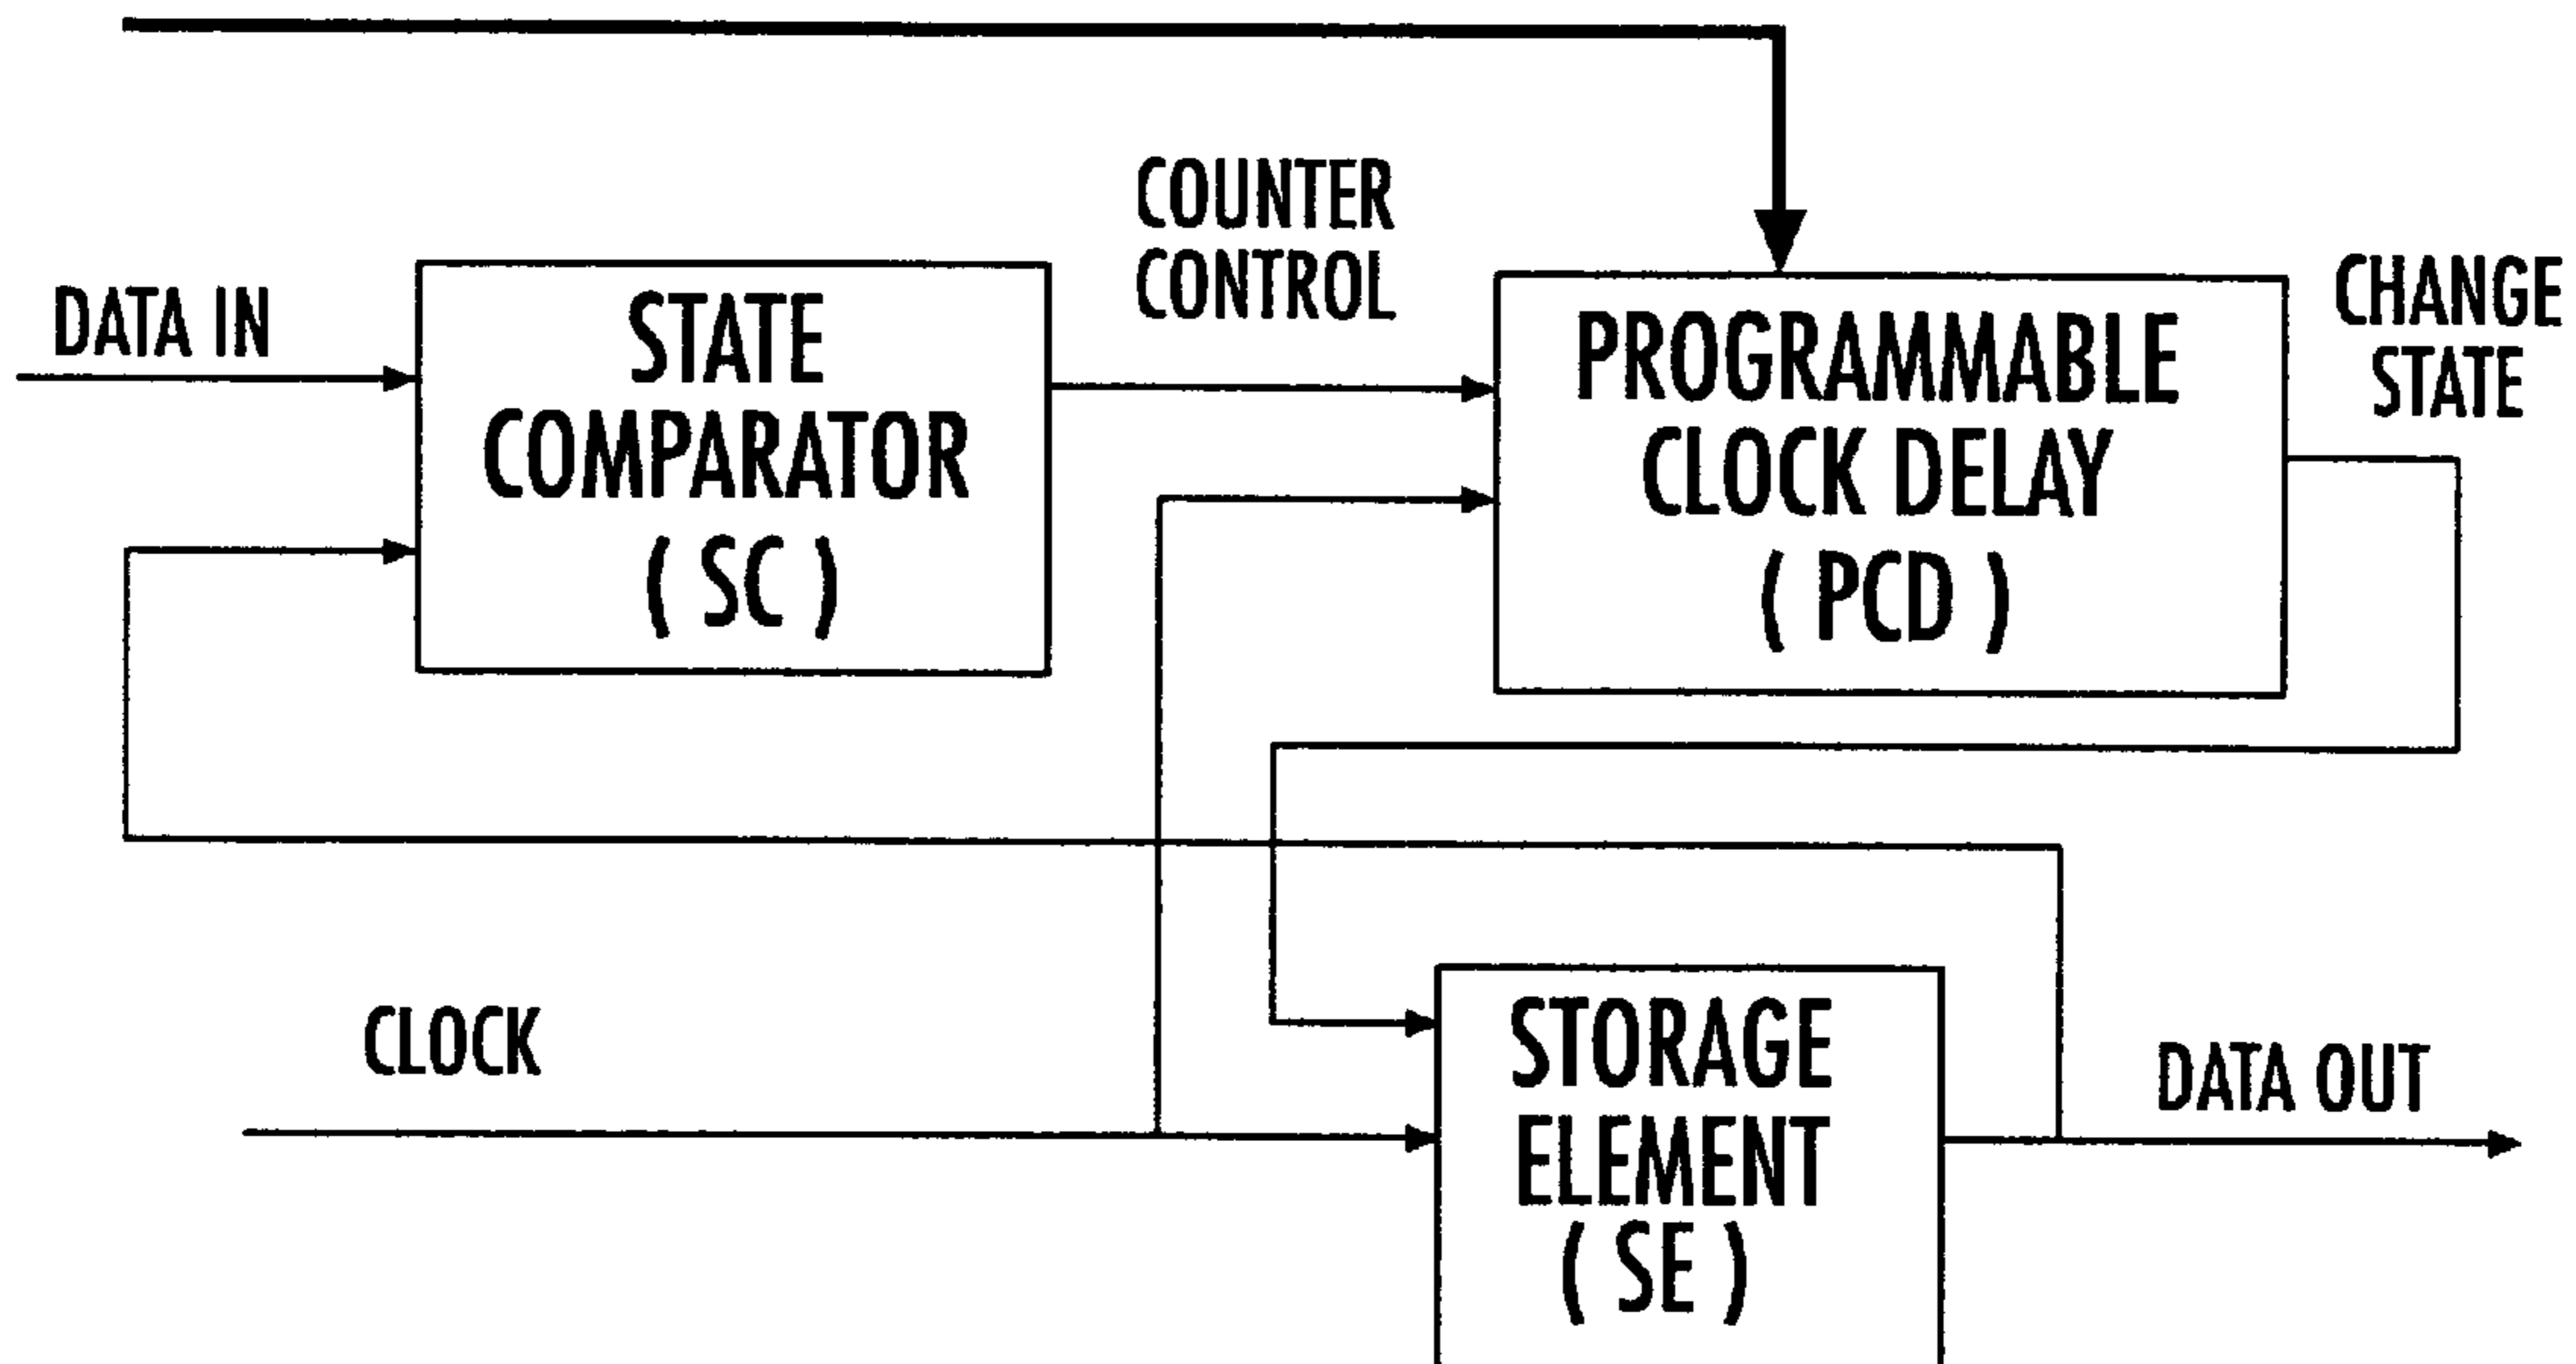 COUNTER
CONTROL
DATA IN
STATE
COMPARATOR
( SC )
PROGRAMMABLE
CLOCK DELAY
( PCD )
CHANGE
STATE
CLOCK
STORAGE
ELEMENT
( SE )
DATA OUT